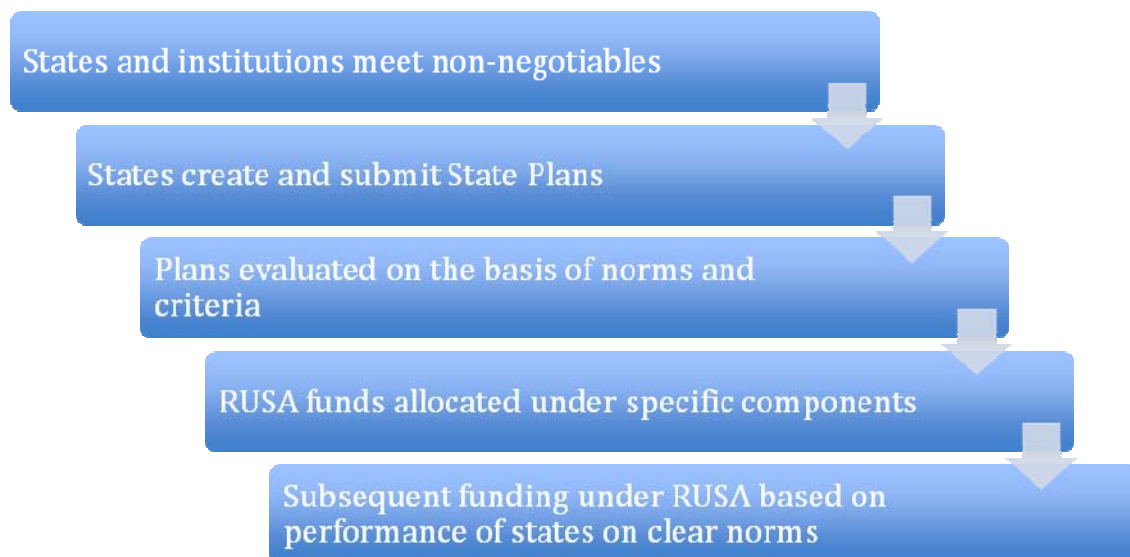 States and institutions meet non-negotiables
States create and submit State Plans
Plans evaluated on the basis of norms and
criteria
RUSA funds allocated under specific components
Subsequent funding under RUSA based on
performance of states on clear norms